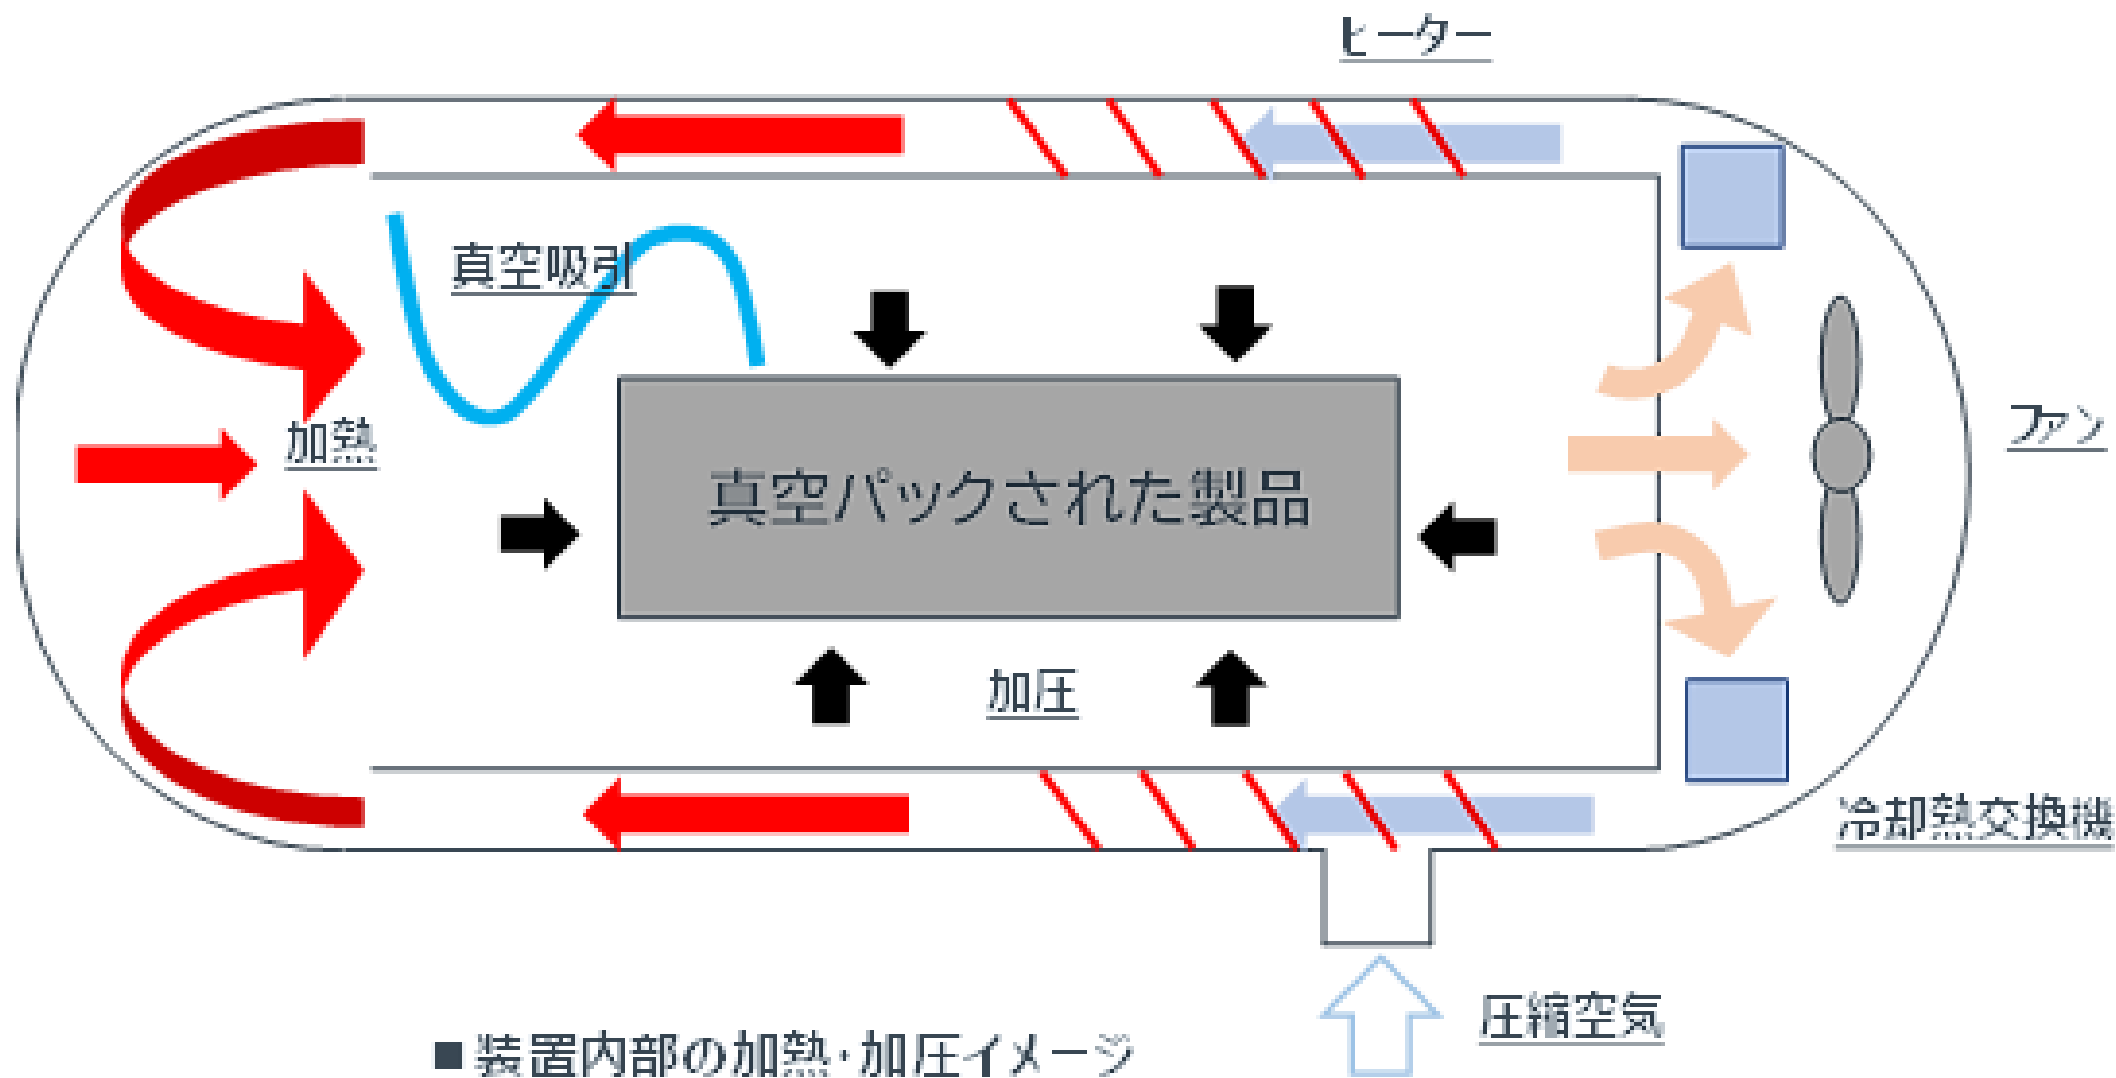 ヒーター
真空吸引
ファン
加熱
真空パックされた製品
加圧
冷却熱交換機
圧縮空気
■装置内部の加熱・加圧イメージ